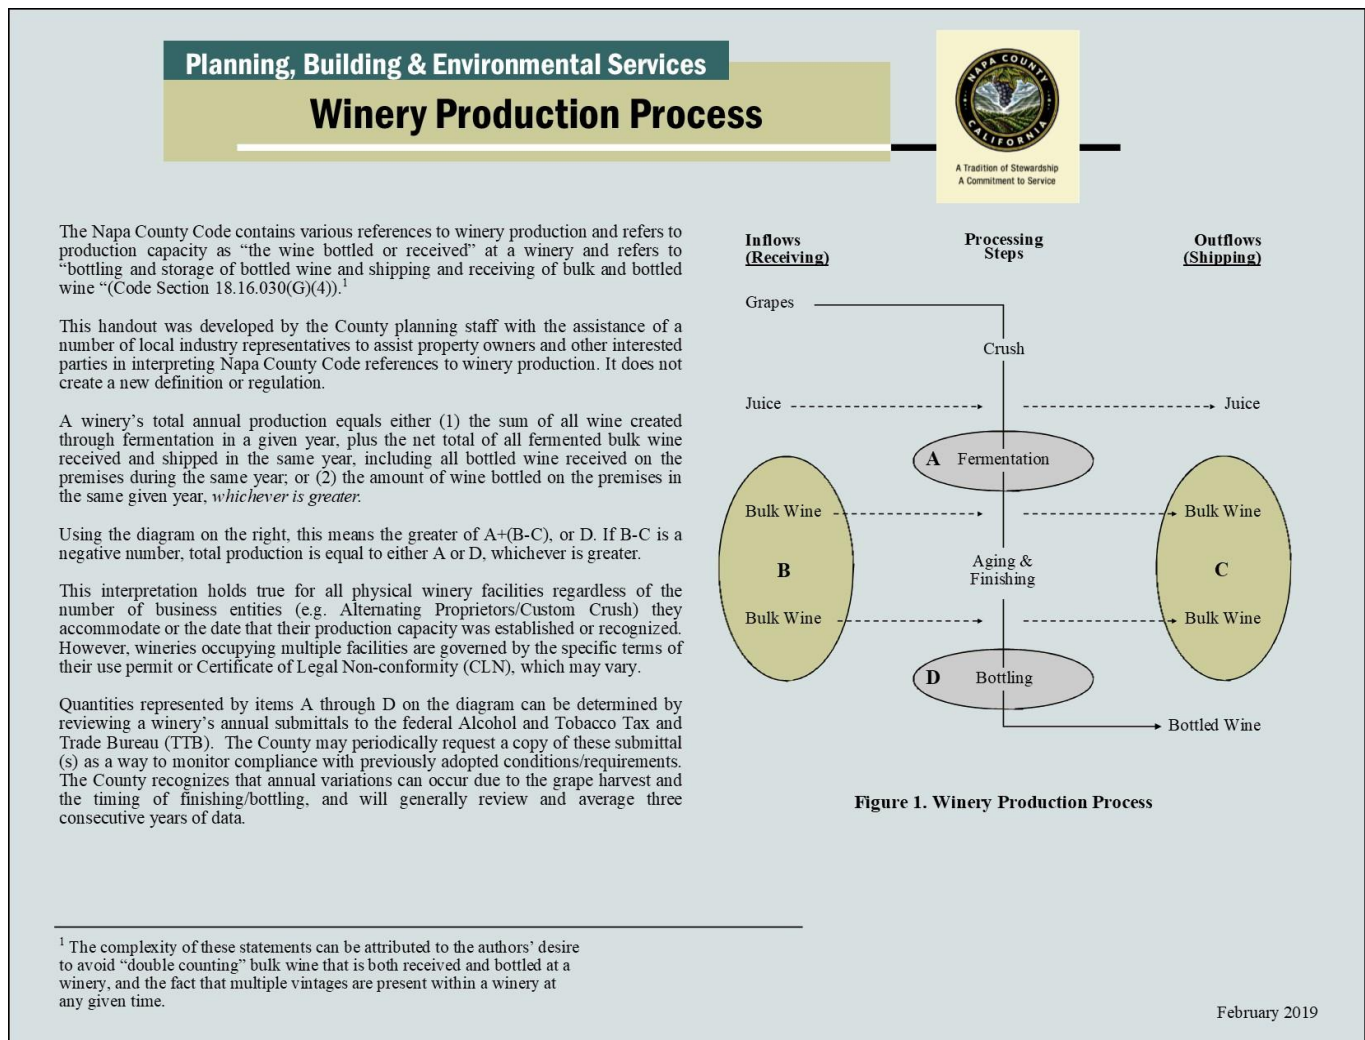 Planning, Building & Environmental Services
Winery Production Process
NAPA COUNTY
CALIFORNIA
A Tradition of Stewardship
A Commitment to Service
The Napa County Code contains various references to winery production and refers to
production capacity as “the wine bottled or received” at a winery and refers to
“bottling and storage of bottled wine and shipping and receiving of bulk and bottled
wine “(Code Section 18.16.030(G)(4)).1
This handout was developed by the County planning staff with the assistance of a
number of local industry representatives to assist property owners and other interested
parties in interpreting Napa County Code references to winery production. It does not
create a new definition or regulation.
A winery’s total annual production equals either (1) the sum of all wine created
through fermentation in a given year, plus the net total of all fermented bulk wine
received and shipped in the same year, including all bottled wine received on the
premises during the same year; or (2) the amount of wine bottled on the premises in
the same given year, whichever is greater.
Using the diagram on the right, this means the greater of A+(B-C), or D. If B-C is a
negative number, total production is equal to either A or D, whichever is greater.
This interpretation holds true for all physical winery facilities regardless of the
number of business entities (e.g. Alternating Proprietors/Custom Crush) they
accommodate or the date that their production capacity was established or recognized.
However, wineries occupying multiple facilities are governed by the specific terms of
their use permit or Certificate of Legal Non-conformity (CLN), which may vary.
Quantities represented by items A through D on the diagram can be determined by
reviewing a winery’s annual submittals to the federal Alcohol and Tobacco Tax and
Trade Bureau (TTB). The County may periodically request a copy of these submittal
(s) as a way to monitor compliance with previously adopted conditions/requirements.
The County recognizes that annual variations can occur due to the grape harvest and
the timing of finishing/bottling, and will generally review and average three
consecutive years of data.
Inflows
(Receiving)
Processing
Steps
Outflows
(Shipping)
Grapes
Crush
Juice
Juice
A Fermentation
Bulk Wine
Bulk Wine
B
Aging &
Finishing
C
Bulk Wine
Bulk Wine
D Bottling
Bottled Wine
Figure 1. Winery Production Process
1 The complexity of these statements can be attributed to the authors’ desire
to avoid “double counting” bulk wine that is both received and bottled at a
winery, and the fact that multiple vintages are present within a winery at
any given time.
February 2019